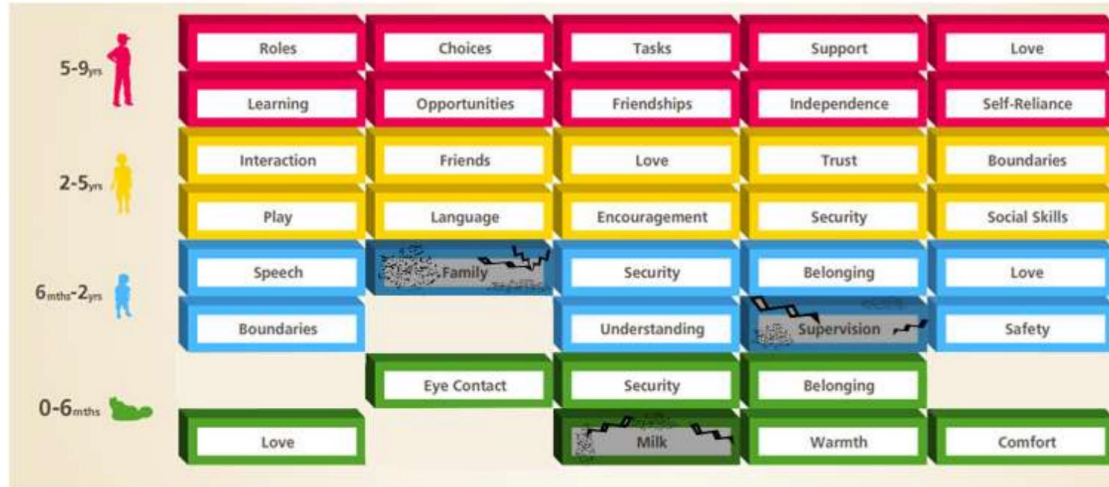 Roles Choices Tasks Support Love
5-9yrs
Learning Opportunities Friendships Independence Self-Reliance
Interaction Friends Love Trust Boundaries
2-5yrs
Play Language Encouragement Security Social Skills
Speech Family Security Belonging Love
6mths-2yrs
Boundaries Understanding Supervision Safety
Eye Contact Security Belonging
0-6mths
Love Milk Warmth Comfort